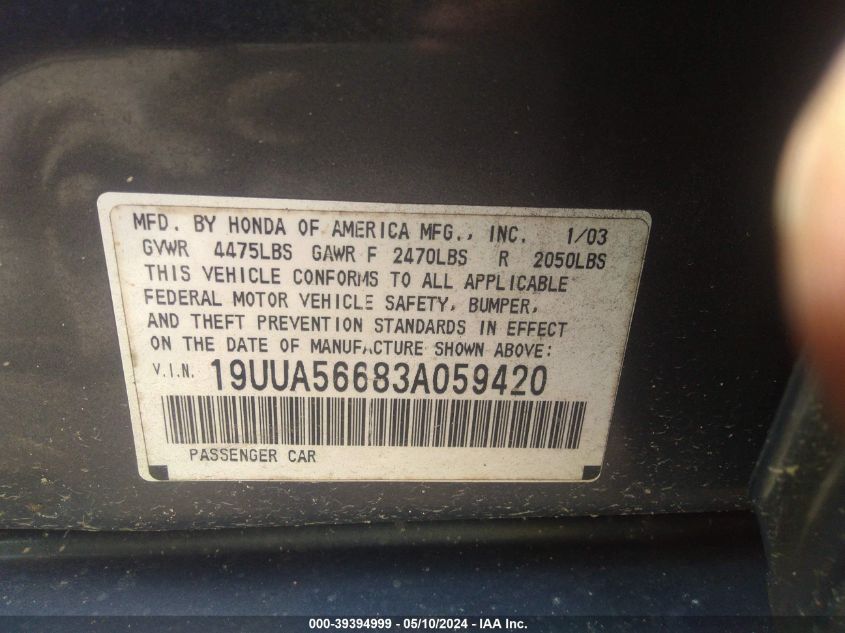 MFD. BY HONDA OF AMERICA MFG., INC. 1/03
GVWR 4475LBS GAWR F 2470LBS R 2050LBS
THIS VEHICLE CONFORMS TO ALL APPLICABLE
FEDERAL MOTOR VEHICLE SAFETY, BUMPER,
AND THEFT PREVENTION STANDARDS IN EFFECT
ON THE DATE OF MANUFACTURE SHOWN ABOVE:
V.I.N. 19UUA56683A059420
PASSENGER CAR
000-39394999 | 05/10/2024 - IAA Inc.